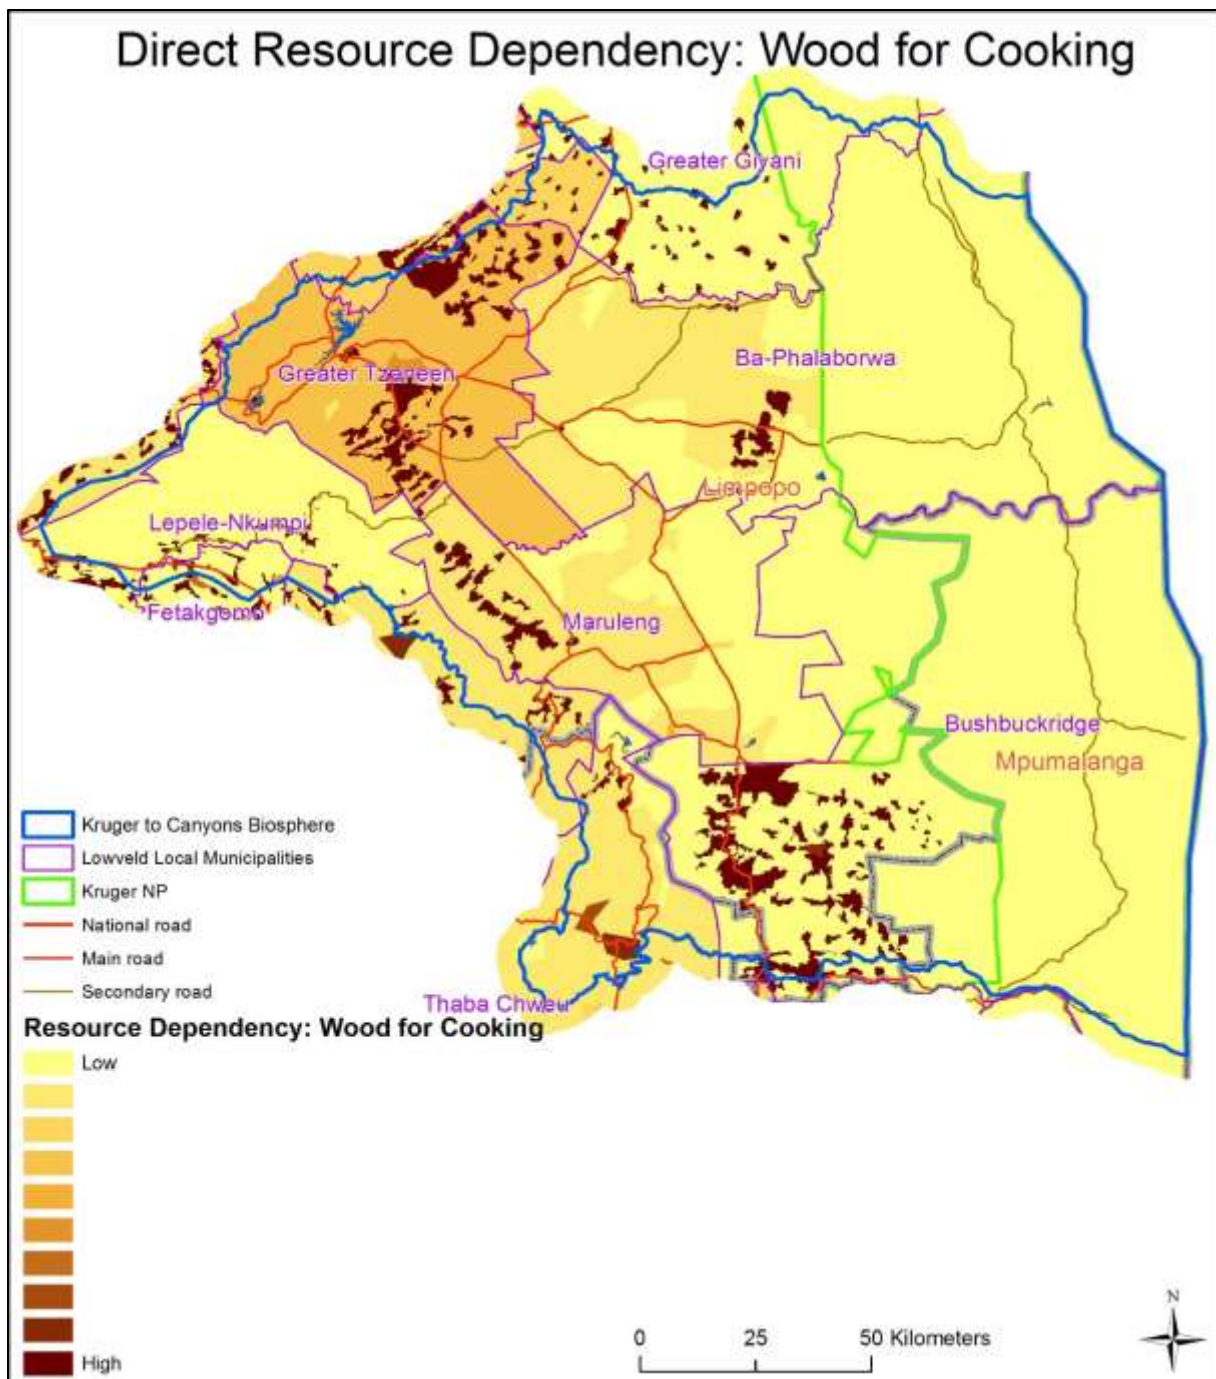 Direct Resource Dependency: Wood for Cooking
Greater Giyani
Ba-Phalaborwa
Greater Tzaneen
Limpopo
Lepele-Nkumpi
Fetakgomo
Maruleng
Bushbuckridge
Mpumalanga
Thaba Chweu
Kruger to Canyons Biosphere
Lowveld Local Municipalities
Kruger NP
National road
Main road
Secondary road
Resource Dependency: Wood for Cooking
Low
High
0 25 50 Kilometers
N